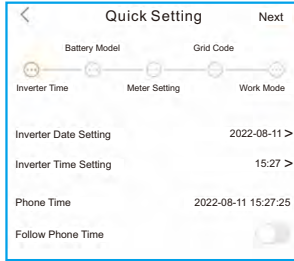 Quick Setting Next
Battery Model Grid Code
Inverter Time Meter Setting Work Mode
Inverter Date Setting 2022-08-11 >
Inverter Time Setting 15:27 >
Phone Time 2022-08-11 15:27:25
Follow Phone Time